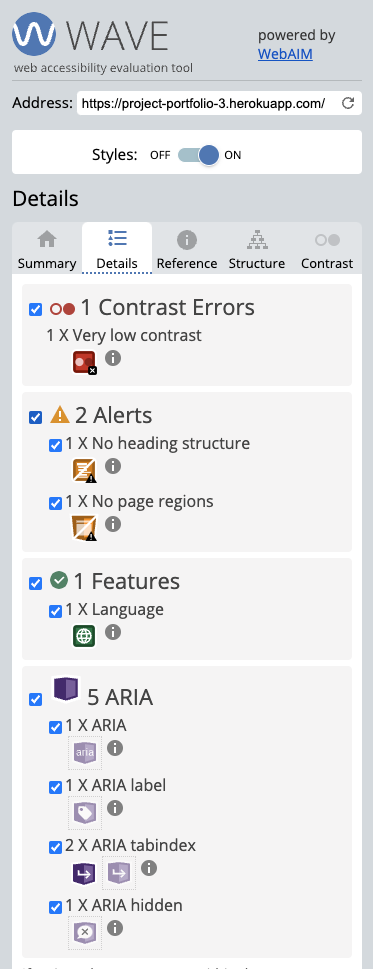 WAVE
web accessibility evaluation tool
powered by
WebAIM
Address: https://project-portfolio-3.herokuapp.com/
Styles: OFF ON
Details
Summary Details Reference Structure Contrast
1 Contrast Errors
1 X Very low contrast
2 Alerts
1 X No heading structure
1 X No page regions
1 Features
1 X Language
5 ARIA
1 X ARIA
aria
1 X ARIA label
2 X ARIA tabindex
1 X ARIA hidden